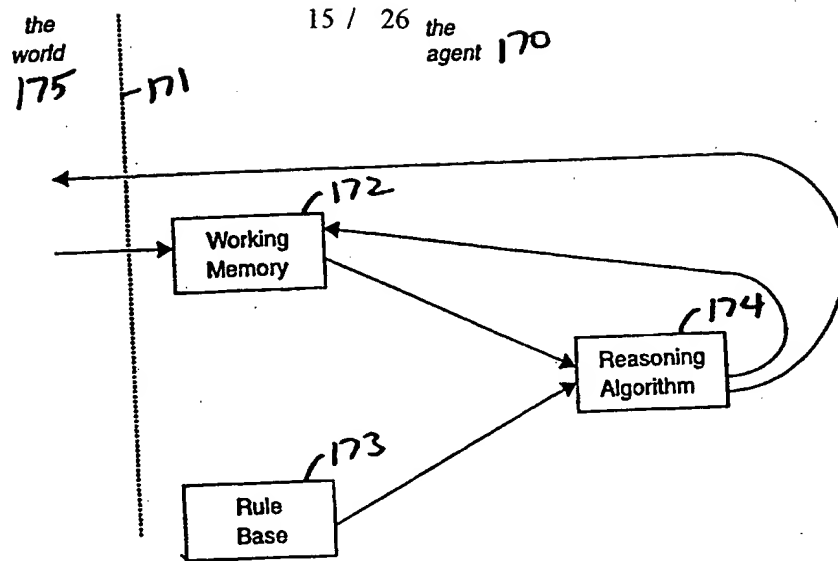 the
world
175
171
15 / 26
the
agent 170
172
Working
Memory
174
Reasoning
Algorithm
173
Rule
Base